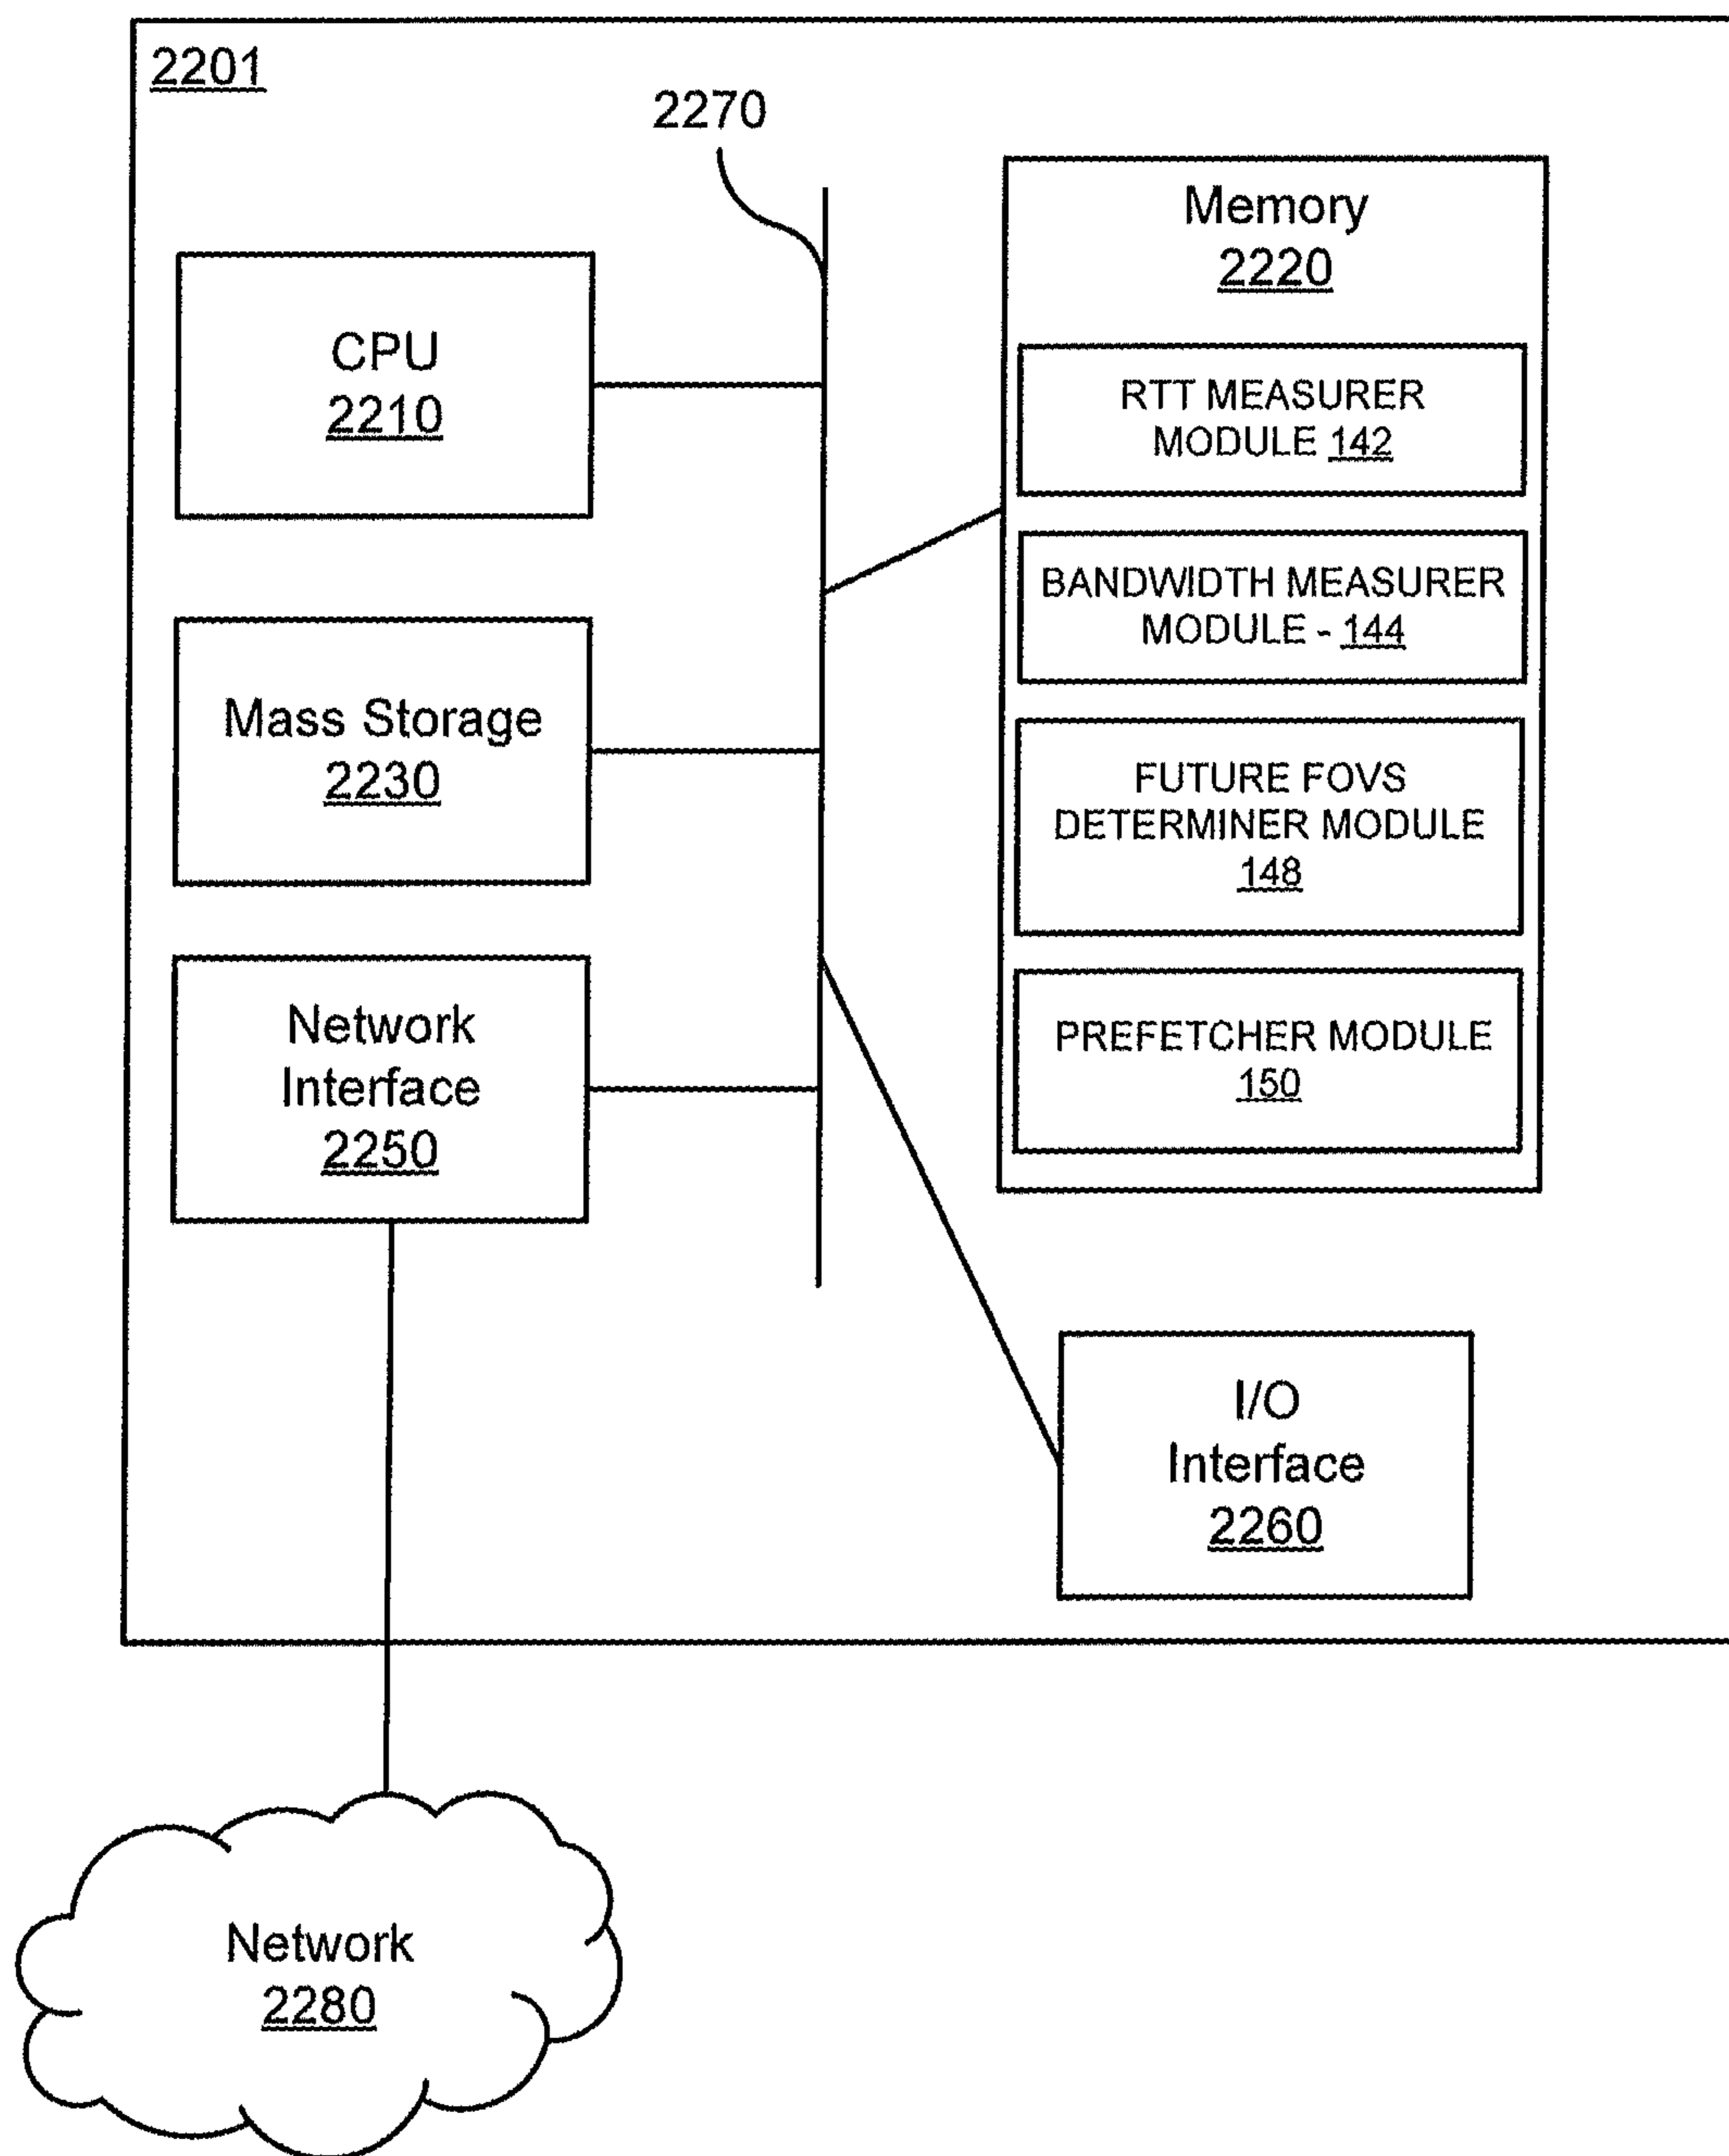 2201
2270
CPU
2210
Mass Storage
2230
Network
Interface
2250
Memory
2220
RTT MEASURER
MODULE 142
BANDWIDTH MEASURER
MODULE - 144
FUTURE FOVS
DETERMINER MODULE
148
PREFETCHER MODULE
150
I/O
Interface
2260
Network
2280